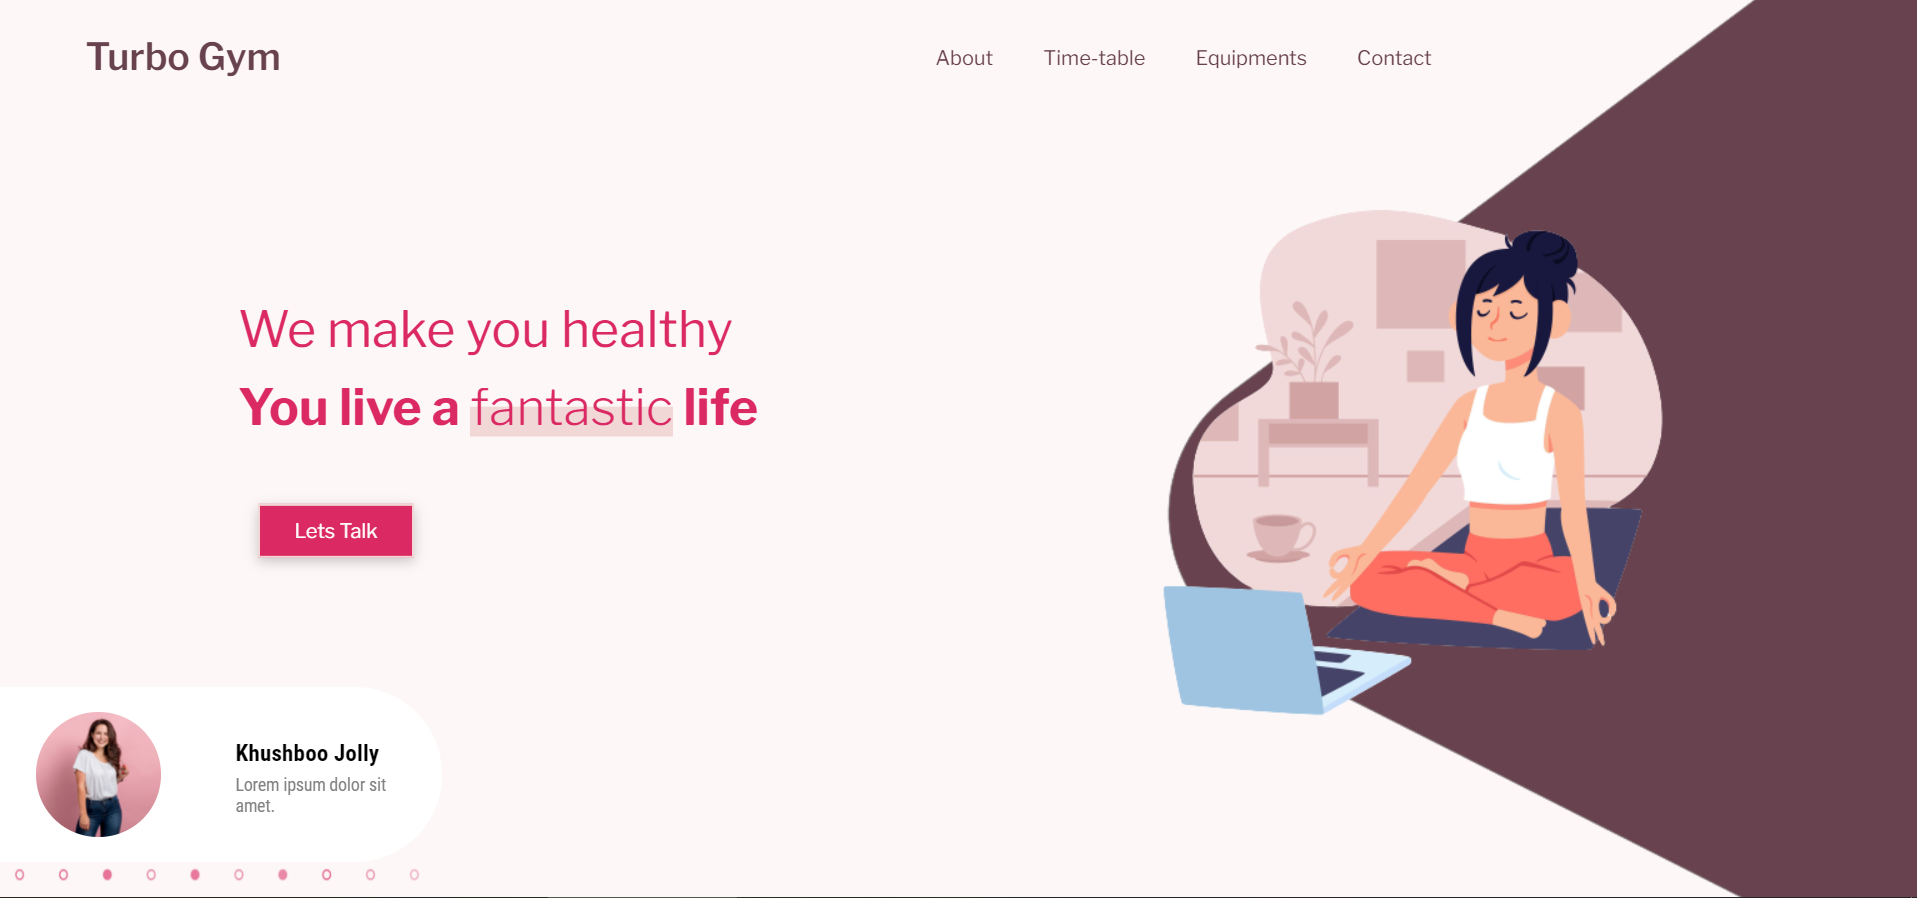 Turbo Gym
About Time-table Equipments Contact
We make you healthy
You live a fantastic life
Lets Talk
Khushboo Jolly
Lorem ipsum dolor sit
amet.